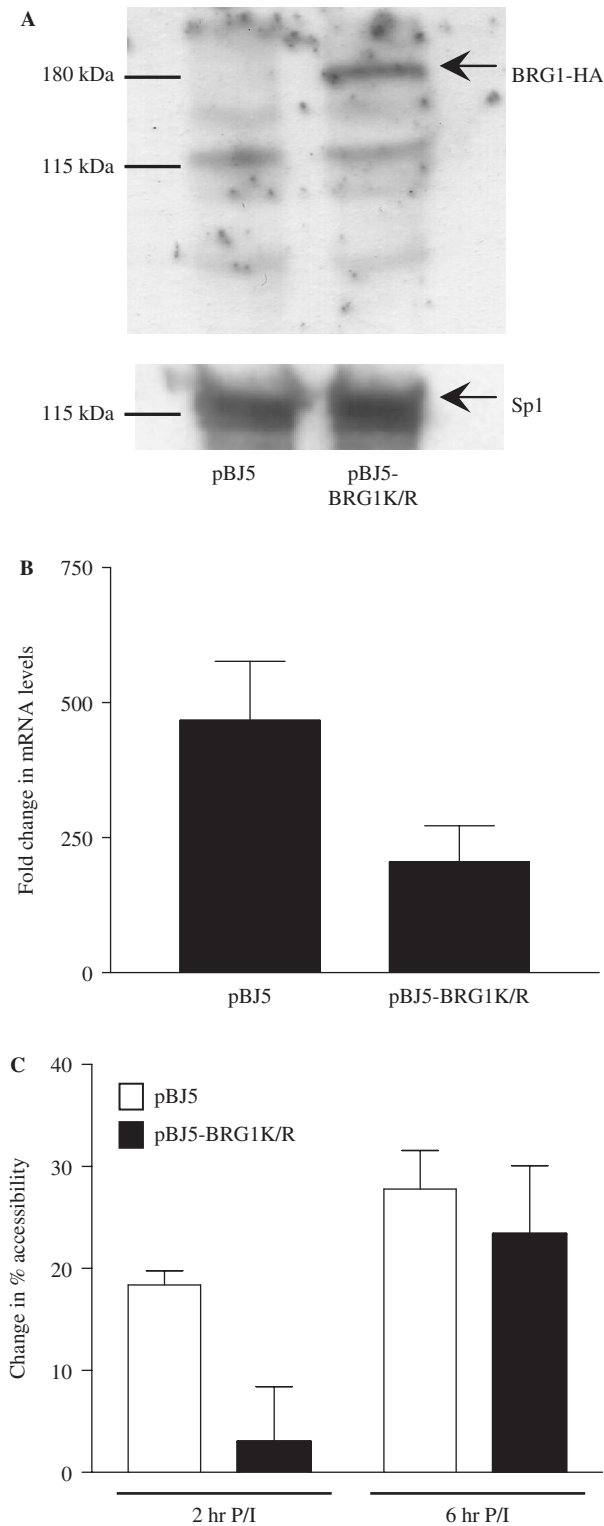 A
180 kDa
BRG1-HA
115 kDa
115 kDa
Sp1
pBJ5
pBJ5-
BRG1K/R
B
750
500
250
0
Fold change in mRNA levels
pBJ5
pBJ5-BRG1K/R
C
40
30
20
10
0
Change in % accessibility
pBJ5
pBJ5-BRG1K/R
2 hr P/I
6 hr P/I